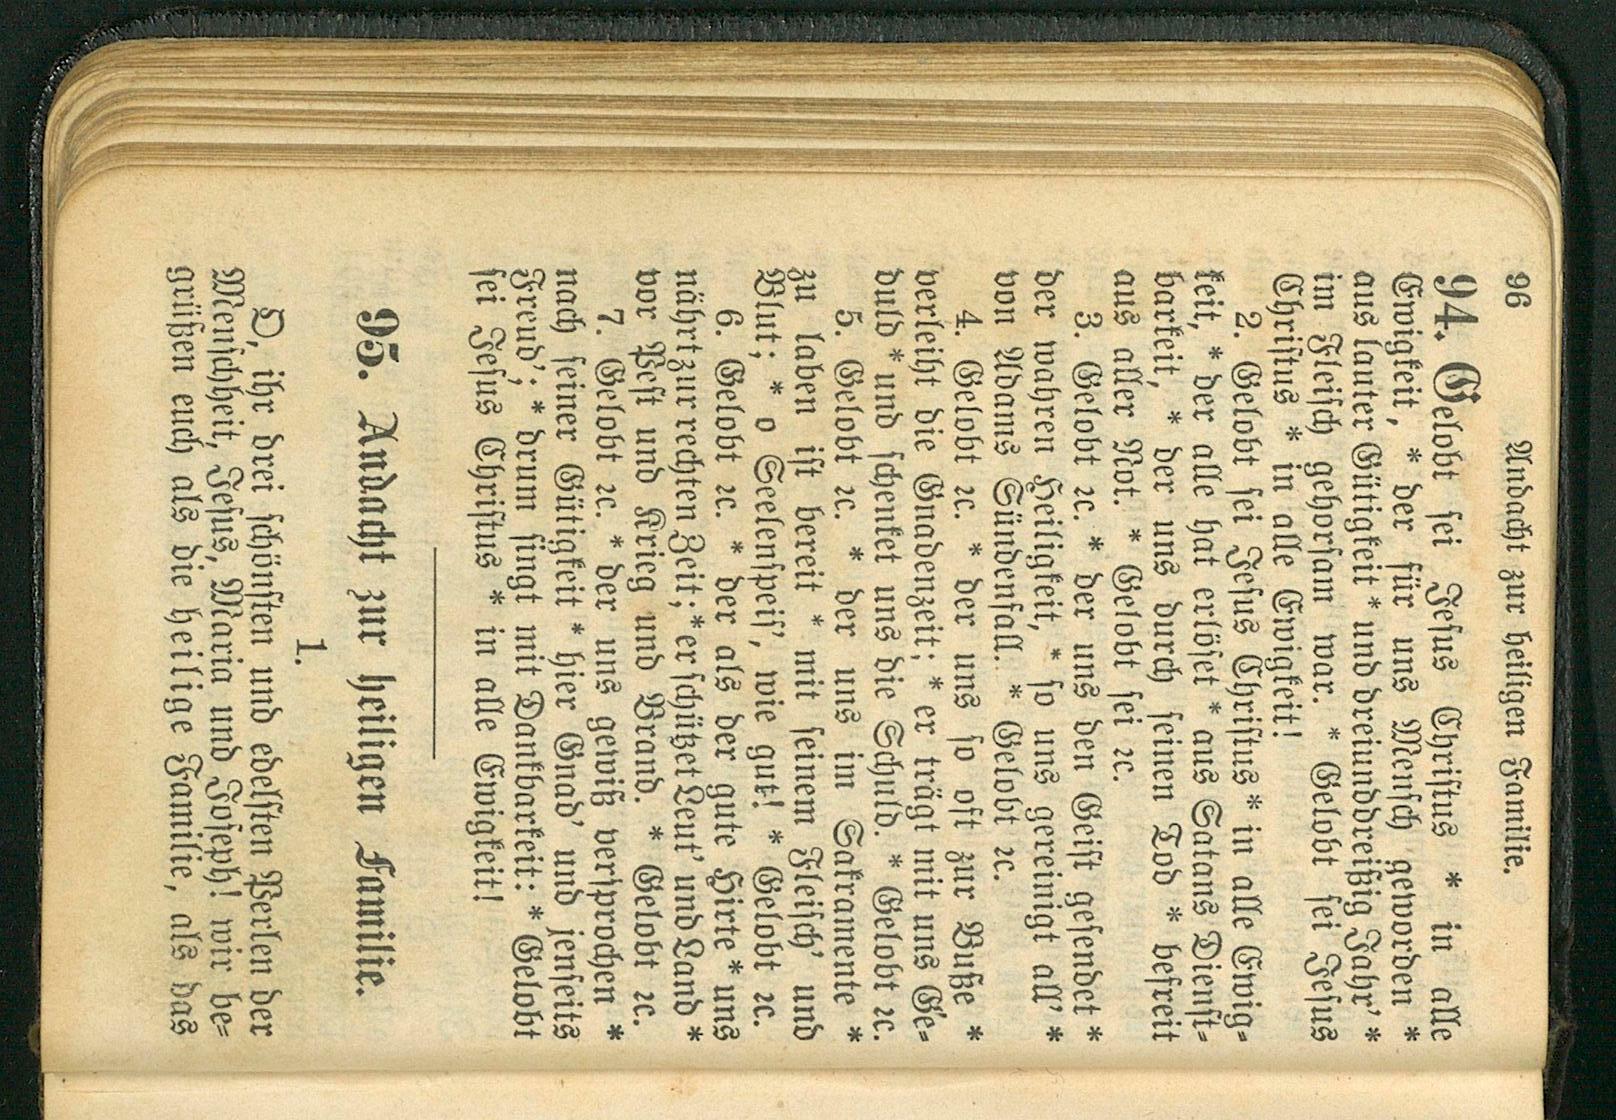 96 Andacht zur heiligen Familie.
94. Gelobt sei Jesus Christus * in alle
Ewigkeit, * der für uns Mensch geworden *
aus lauter Gütigkeit * und dreiunddreißig Jahr' *
im Fleisch gehorsam war. * Gelobt sei Jesus
Christus * in alle Ewigkeit!
2. Gelobt sei Jesus Christus * in alle Ewig-
keit, * der alle hat erlöset * aus Satans Dienst-
barkeit, * der uns durch seinen Tod * befreit
aus aller Not. * Gelobt sei ꝛc.
3. Gelobt ꝛc. * der uns den Geist gesendet *
der wahren Heiligkeit, * so uns gereinigt all' *
von Adams Sündenfall. * Gelobt ꝛc.
4. Gelobt ꝛc. * der uns so oft zur Buße *
verleiht die Gnadenzeit; * er trägt mit uns Ge-
duld * und schenket uns die Schuld. * Gelobt ꝛc.
5. Gelobt ꝛc. * der uns im Sakramente *
zu laben ist bereit * mit seinem Fleisch' und
Blut; * o Seelenspeis', wie gut! * Gelobt ꝛc.
6. Gelobt ꝛc. * der als der gute Hirte * uns
nährt zur rechten Zeit; * er schützet Leut' und Land *
vor Pest und Krieg und Brand. * Gelobt ꝛc.
7. Gelobt ꝛc. * der uns gewiß versprochen *
nach seiner Gütigkeit * hier Gnad' und jenseits
Freud'; * drum singt mit Dankbarkeit: * Gelobt
sei Jesus Christus * in alle Ewigkeit!
95. Andacht zur heiligen Familie.
1.
O, ihr drei schönsten und edelsten Perlen der
Menschheit, Jesus, Maria und Joseph! wir be-
grüßen euch als die heilige Familie, als das